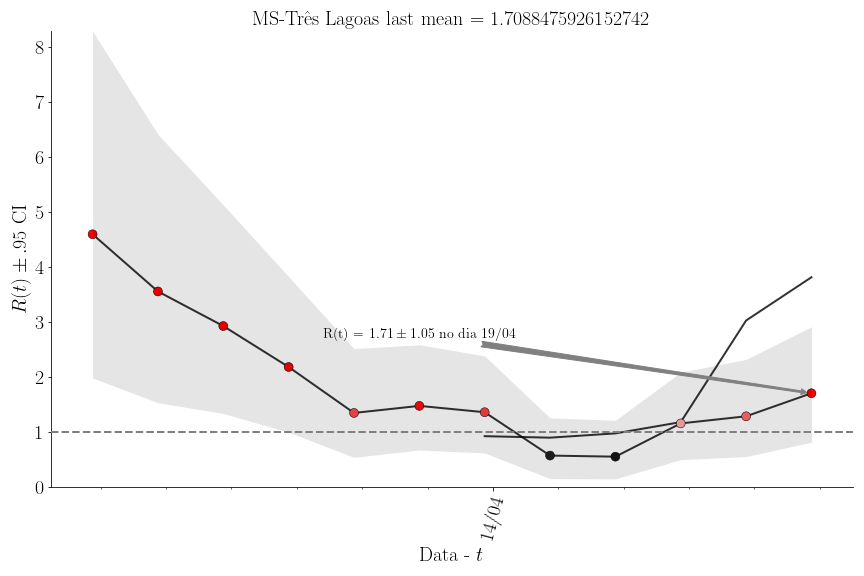 MS-Três Lagoas last mean = 1.7088475926152742
R(t) ± .95 CI
8
7
6
5
4
3
2
1
0
R(t) = 1.71 ± 1.05 no dia 19/04
14/04
Data - t